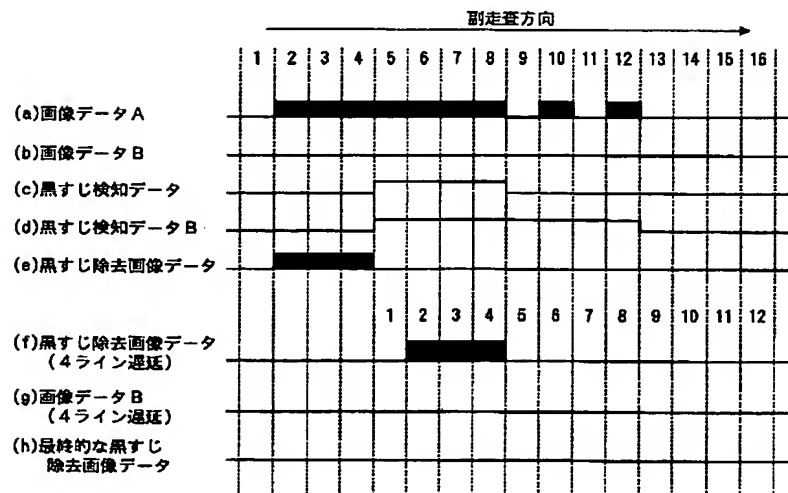 副走査方向
1 2 3 4 5 6 7 8 9 10 11 12 13 14 15 16
(a)画像データA
(b)画像データB
(c)黒すじ検知データ
(d)黒すじ検知データB
(e)黒すじ除去画像データ
1 2 3 4 5 6 7 8 9 10 11 12
(f)黒すじ除去画像データ
(4ライン遅延)
(g)画像データB
(4ライン遅延)
(h)最終的な黒すじ
除去画像データ